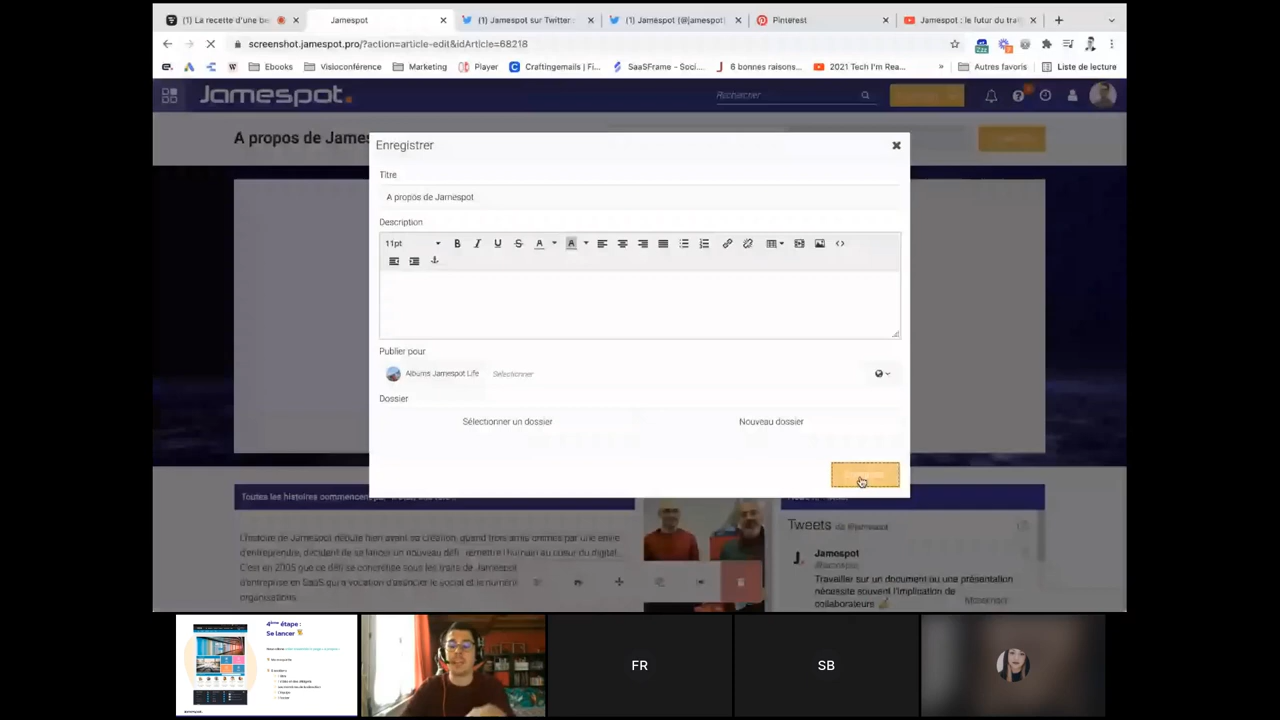 (1) La recette d'une be
Jamespot
(1) Jamespot sur Twitter :
(1) Jamespot (@jamespot)
Pinterest
Jamespot : le futur du tra
screenshot.jamespot.pro/?action=article-edit&idArticle=68218
Ebooks
Visioconférence
Marketing
Player
Craftingemails | Fi...
SaaSFrame - Soci...
6 bonnes raisons...
2021 Tech I'm Rea...
Autres favoris
Liste de lecture
Jamespot.
Rechercher
A propos de James
Enregistrer
Titre
A propos de Jamespot
Description
11pt
Publier pour
Albums Jamespot Life
Sélectionner
Dossier
Sélectionner un dossier
Nouveau dossier
Toutes les histoires commencent
L'histoire de Jamespot débute bien avant sa création, quand trois amis animés par une envie
d'entreprendre, décident de se lancer un nouveau défi : remettre l'humain au cœur du digital.
C'est en 2005 que ce défi se concrétise sous les traits de Jamespot
d'entreprise en SaaS qui a vocation d'associer le social et le numéri
organisations.
Tweets
Jamespot
Travailler sur un document ou une présentation
nécessite souvent l'implication de
collaborateurs
4ème étape :
Se lancer
FR
SB